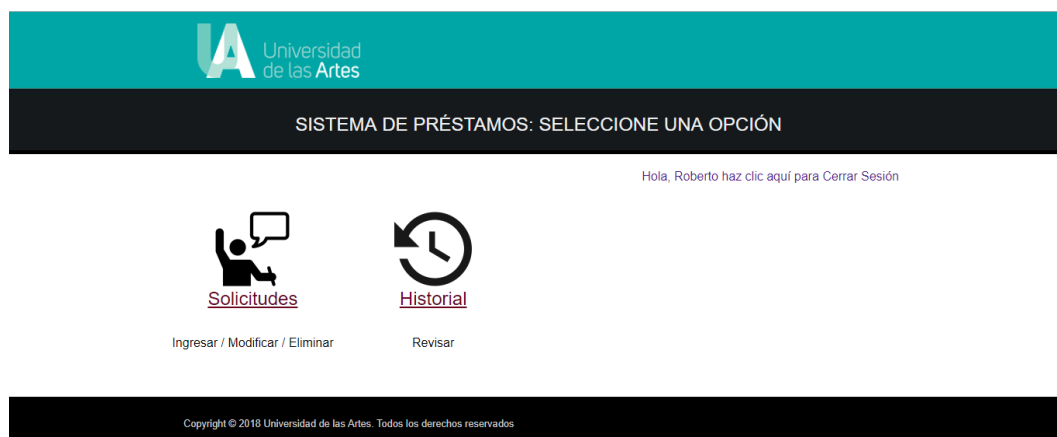 UA
Universidad
de las Artes
SISTEMA DE PRÉSTAMOS: SELECCIONE UNA OPCIÓN
Hola, Roberto haz clic aquí para Cerrar Sesión
Solicitudes
Historial
Ingresar / Modificar / Eliminar
Revisar
Copyright © 2018 Universidad de las Artes. Todos los derechos reservados